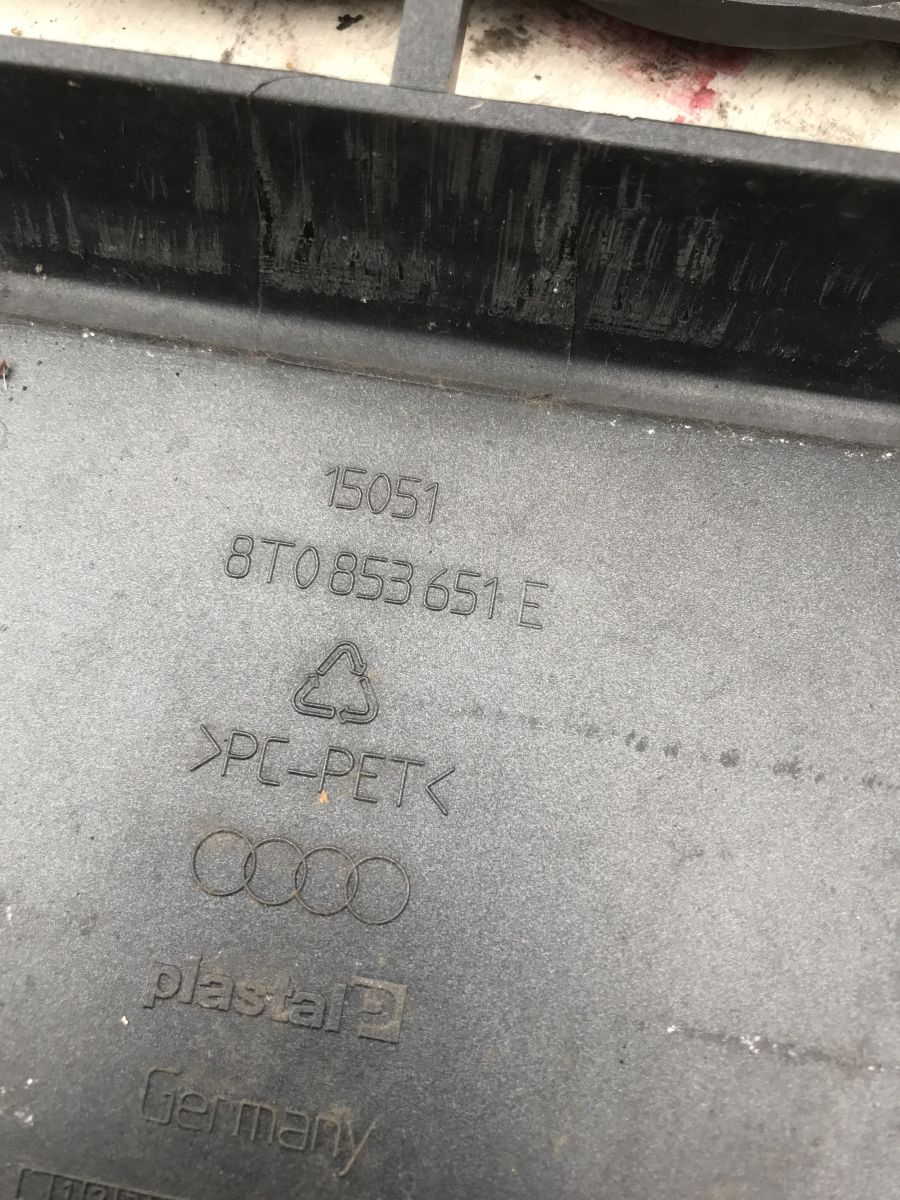 15051
8T0 853 651 E
>PC-PET<
plastal P
Germany